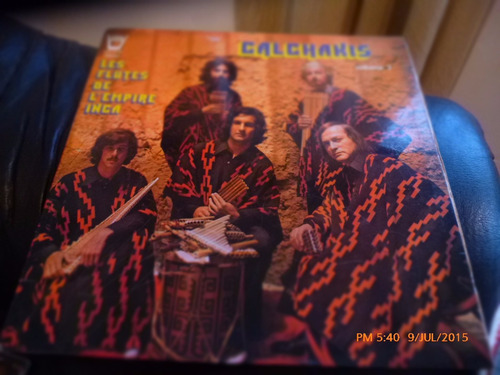 CALCHAKIS
LES
FLUTES
DE
L'EMPIRE
INCA
PM 5:40 9/JUL/2015